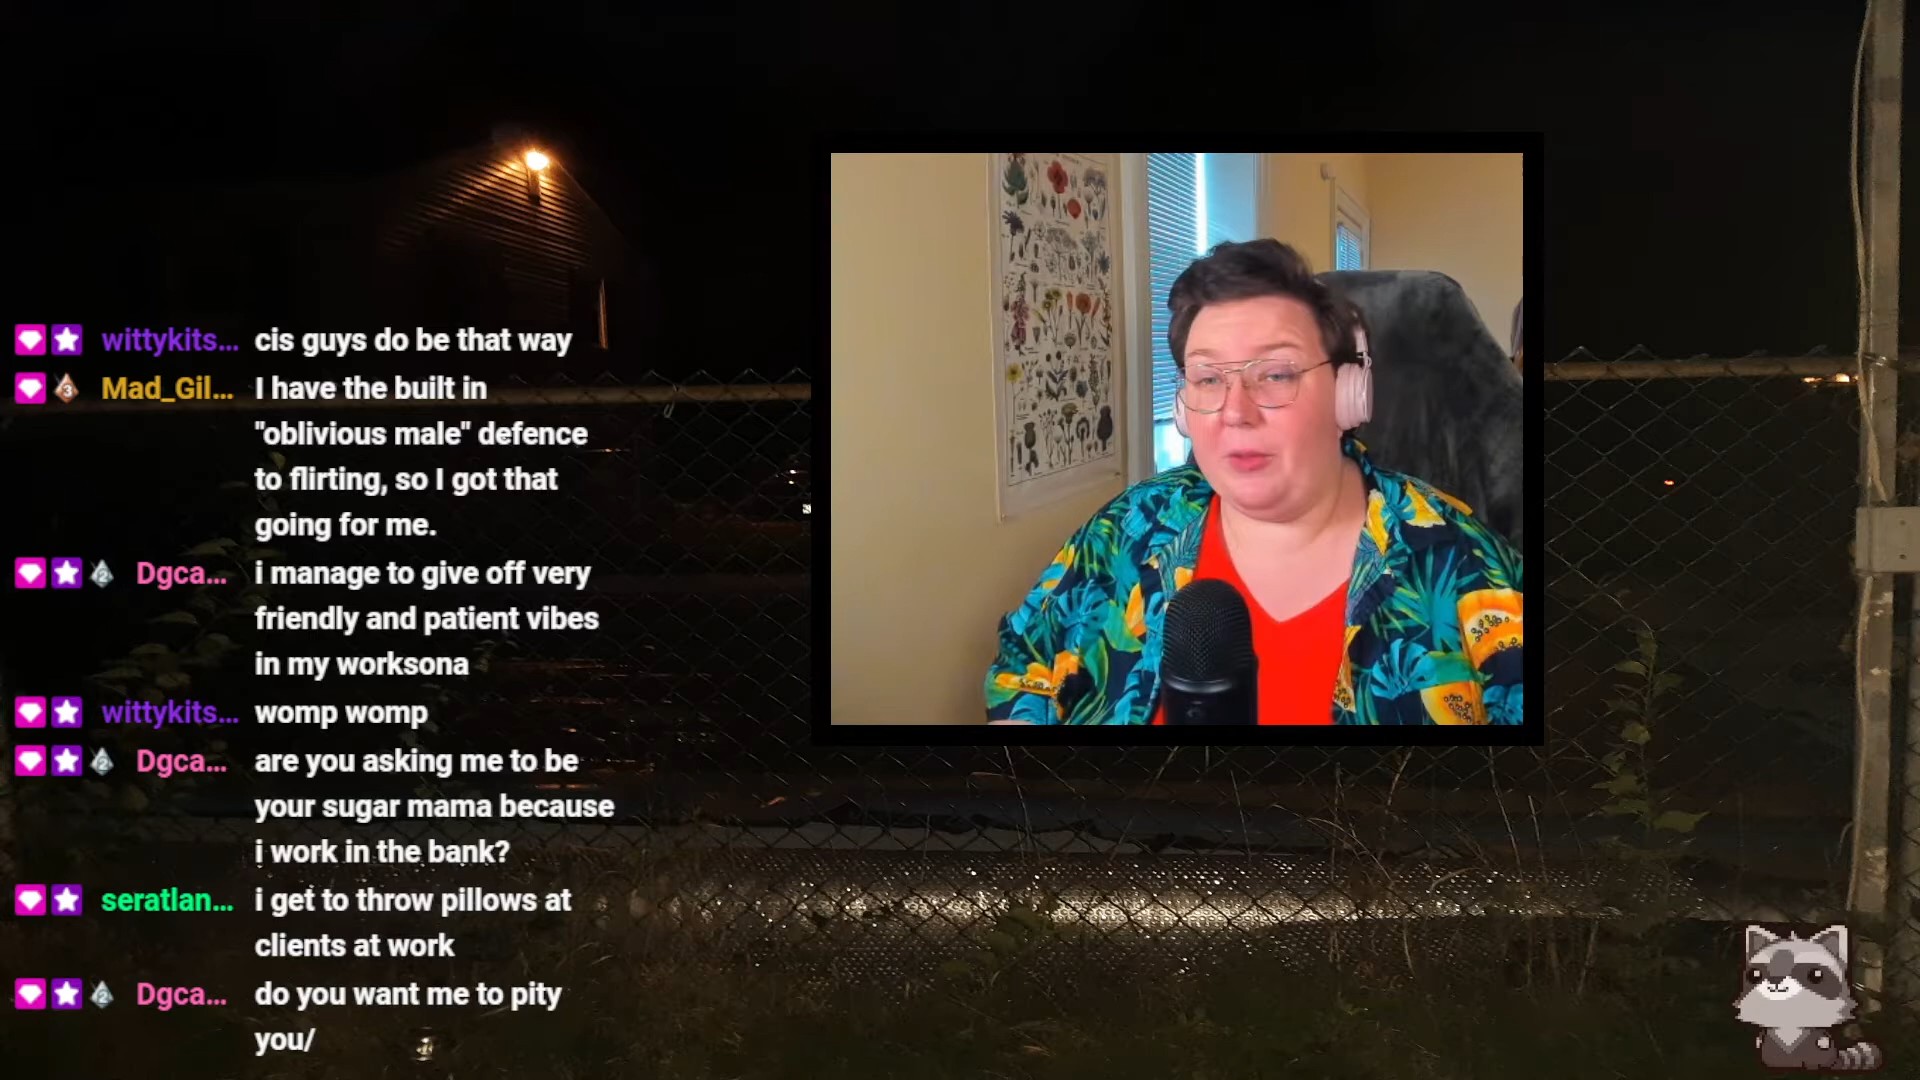 wittykits... cis guys do be that way
Mad_Gil... I have the built in
"oblivious male" defence
to flirting, so I got that
going for me.
Dgca... i manage to give off very
friendly and patient vibes
in my worksona
wittykits... womp womp
Dgca... are you asking me to be
your sugar mama because
i work in the bank?
seratlan... i get to throw pillows at
clients at work
Dgca... do you want me to pity
you/